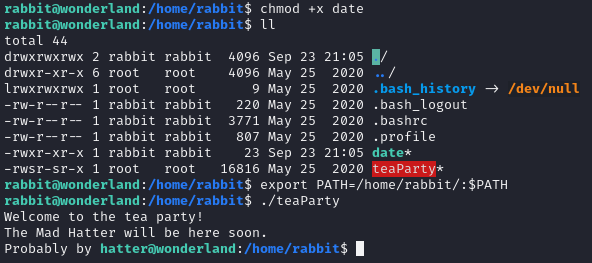 rabbit@wonderland:/home/rabbit$ chmod +x date
rabbit@wonderland:/home/rabbit$ ll
total 44
drwxrwxrwx 2 rabbit rabbit  4096 Sep 23 21:05 ./
drwxr-xr-x 6 root   root    4096 May 25  2020 ../
lrwxrwxrwx 1 root   root       9 May 25  2020 .bash_history -> /dev/null
-rw-r--r-- 1 rabbit rabbit   220 May 25  2020 .bash_logout
-rw-r--r-- 1 rabbit rabbit  3771 May 25  2020 .bashrc
-rw-r--r-- 1 rabbit rabbit   807 May 25  2020 .profile
-rwxr-xr-x 1 rabbit rabbit    23 Sep 23 21:05 date*
-rwsr-sr-x 1 root   root   16816 May 25  2020 teaParty*
rabbit@wonderland:/home/rabbit$ export PATH=/home/rabbit/:$PATH
rabbit@wonderland:/home/rabbit$ ./teaParty
Welcome to the tea party!
The Mad Hatter will be here soon.
Probably by hatter@wonderland:/home/rabbit$